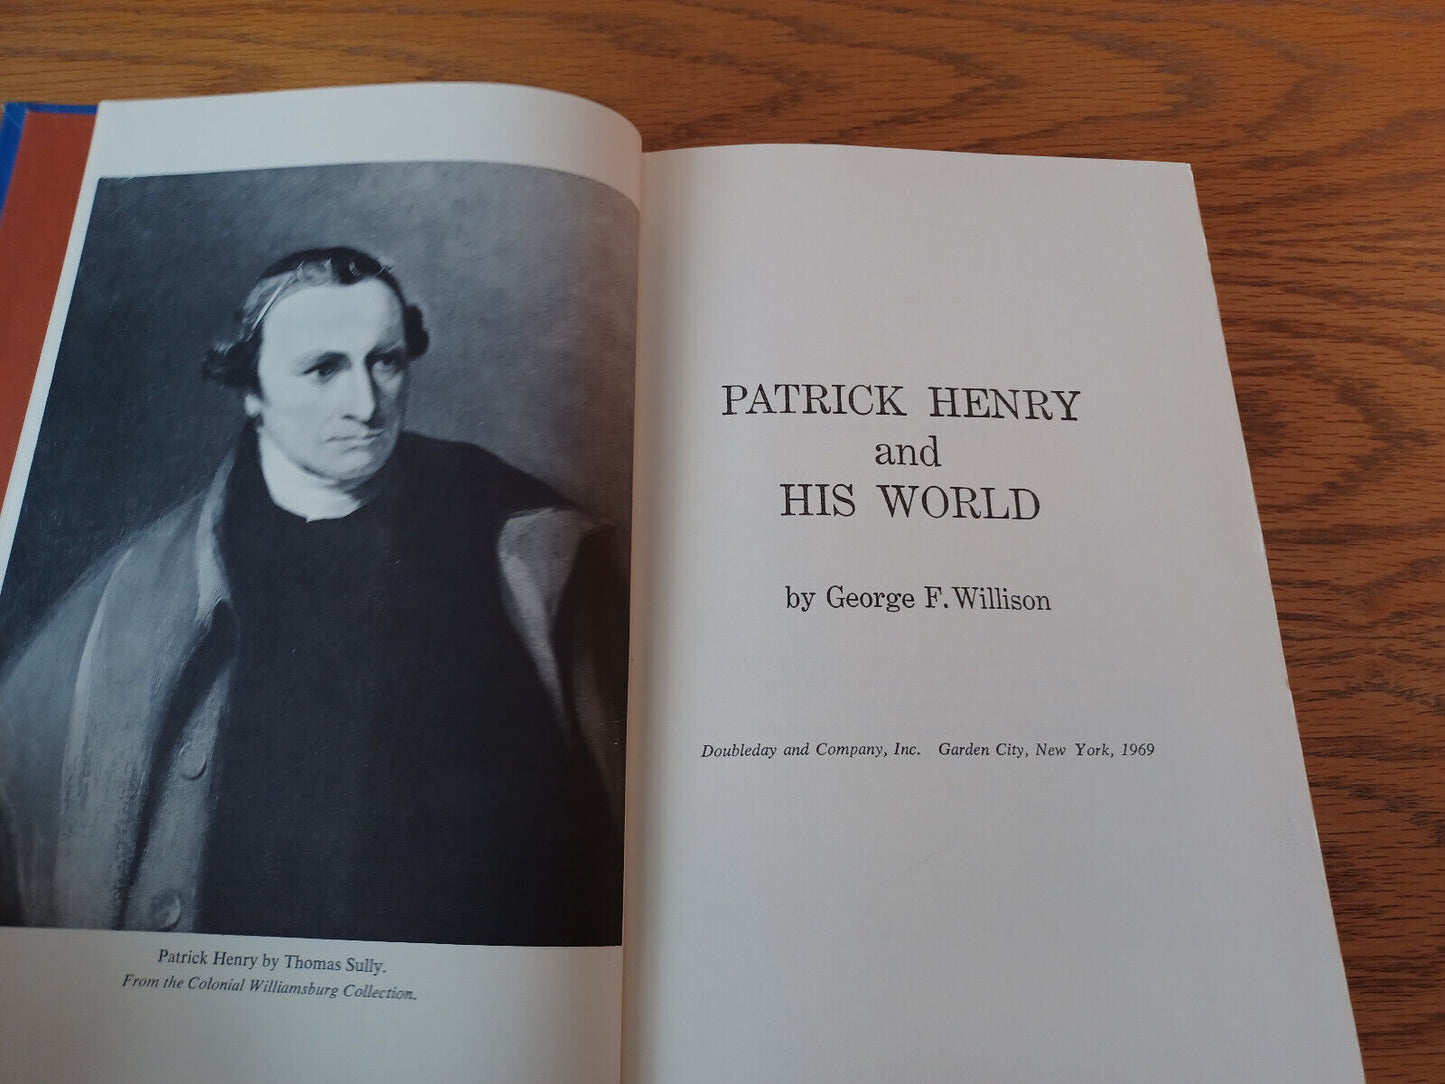 Patrick Henry by Thomas Sully.
From the Colonial Williamsburg Collection.
PATRICK HENRY
and
HIS WORLD
by George F. Willison
Doubleday and Company, Inc. Garden City, New York, 1969